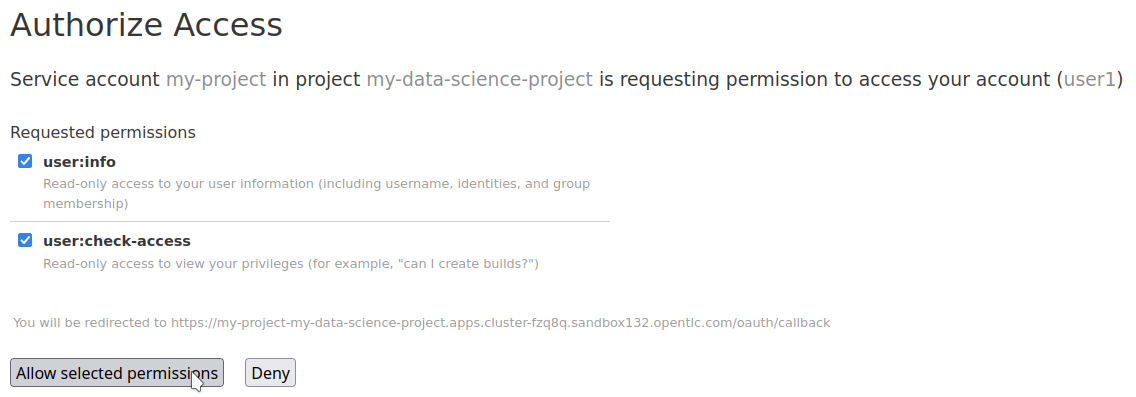 Authorize Access
Service account my-project in project my-data-science-project is requesting permission to access your account (user1)
Requested permissions
user:info
Read-only access to your user information (including username, identities, and group
membership)
user:check-access
Read-only access to view your privileges (for example, "can I create builds?")
You will be redirected to https://my-project-my-data-science-project.apps.cluster-fzq8q.sandbox132.opentlc.com/oauth/callback
Allow selected permissions
Deny